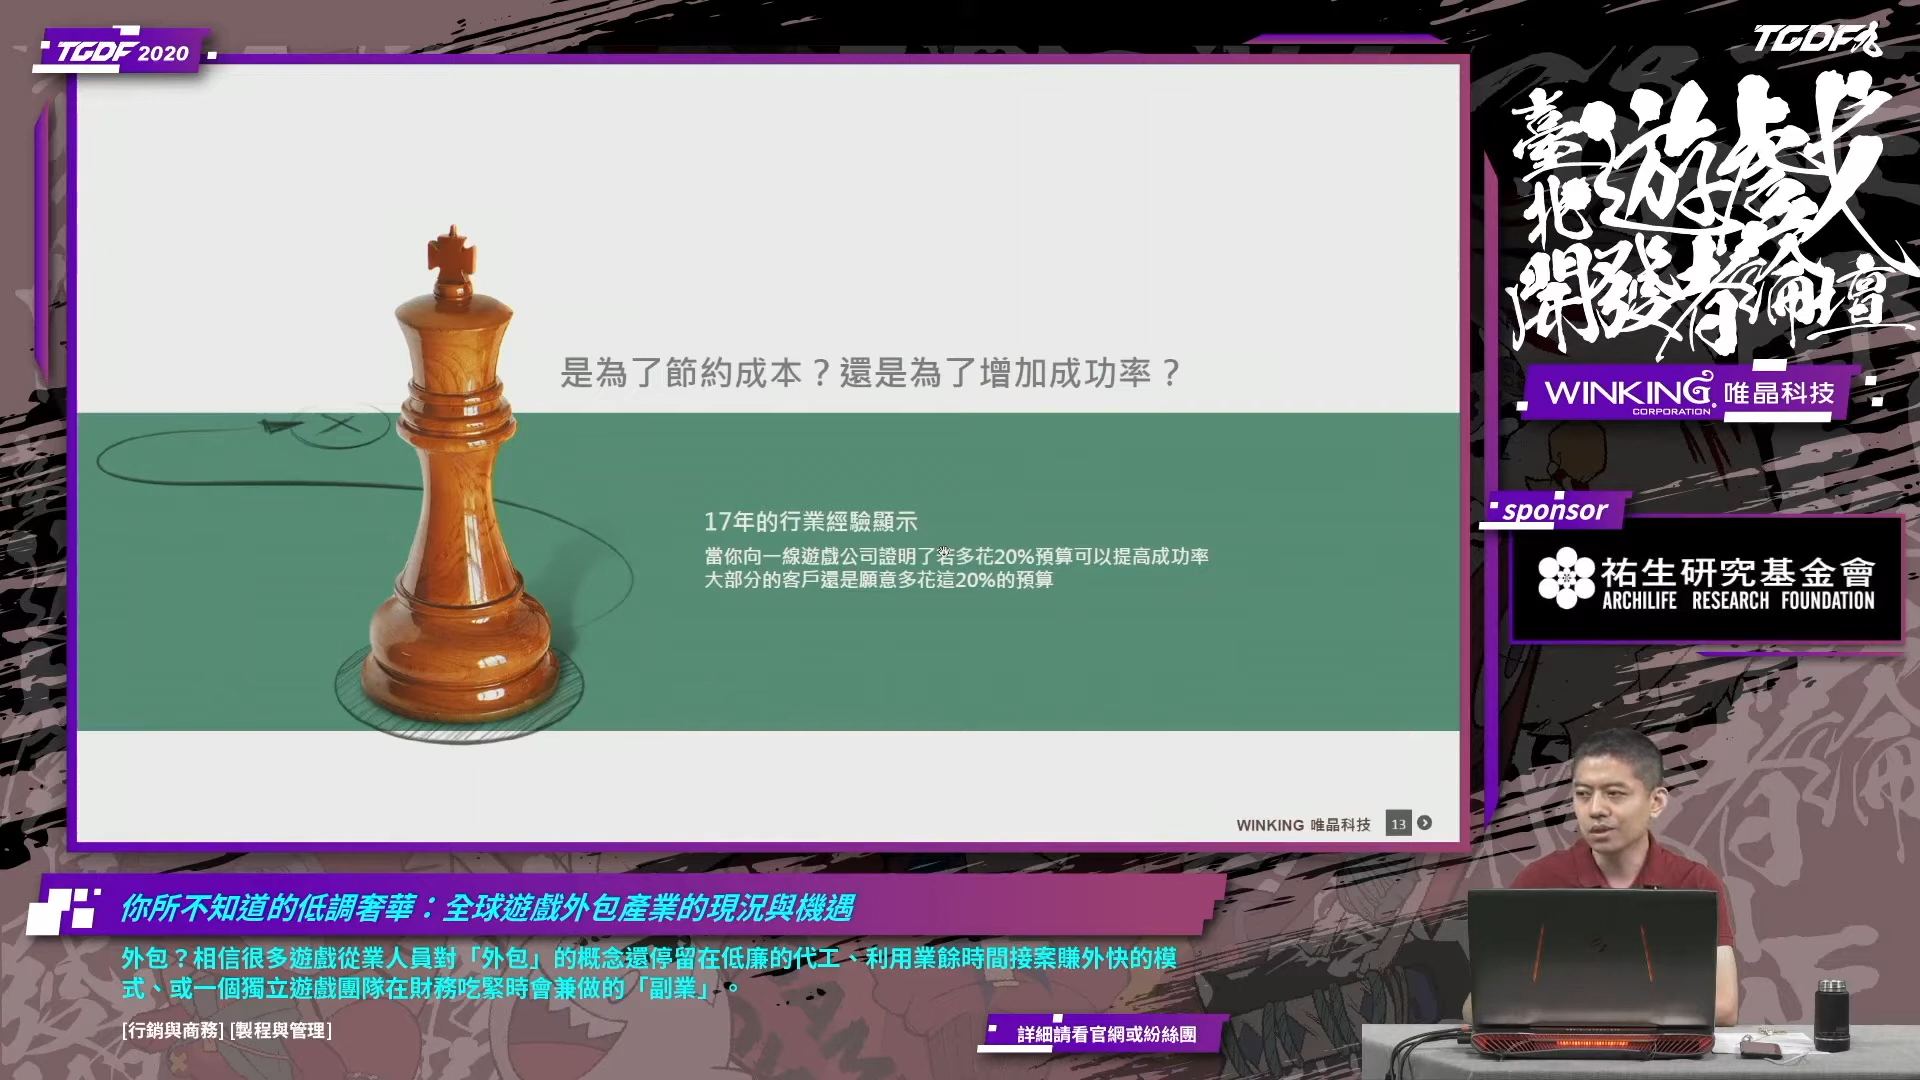 TGDF 2020
TGDF九
臺北遊戲開發者論壇
WINKING CORPORATION 唯晶科技
是為了節約成本？還是為了增加成功率？
17年的行業經驗顯示
當你向一線遊戲公司證明了若多花20%預算可以提高成功率
大部分的客戶還是願意多花這20%的預算
WINKING 唯晶科技 13
sponsor
祐生研究基金會
ARCHILIFE RESEARCH FOUNDATION
你所不知道的低調奢華：全球遊戲外包產業的現況與機遇
外包？相信很多遊戲從業人員對「外包」的概念還停留在低廉的代工、利用業餘時間接案賺外快的模
式、或一個獨立遊戲團隊在財務吃緊時會兼做的「副業」。
[行銷與商務] [製程與管理]
詳細請看官網或紛絲團